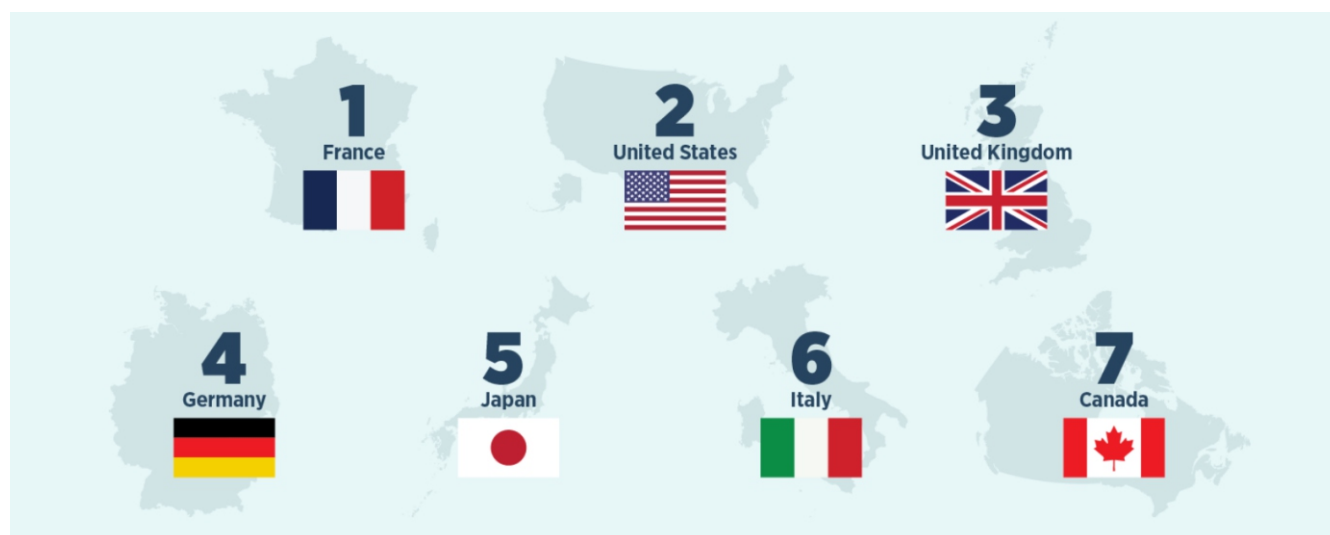 1
France
2
United States
3
United Kingdom
4
Germany
5
Japan
6
Italy
7
Canada